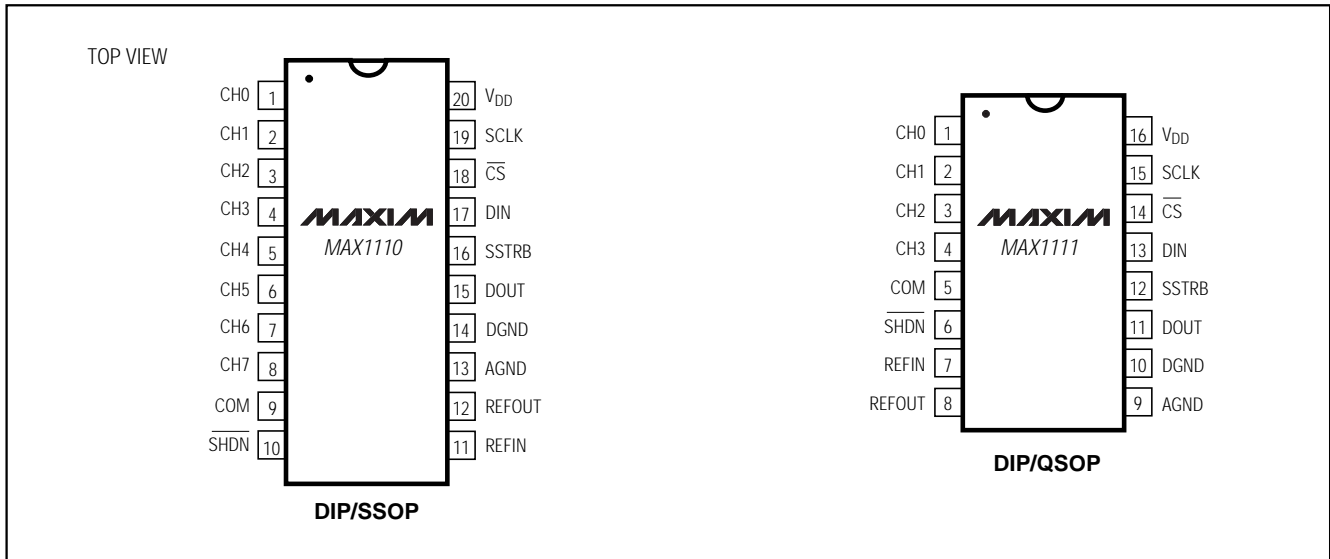 TOP VIEW
CH0 1
CH1 2
CH2 3
CH3 4
CH4 5
CH5 6
CH6 7
CH7 8
COM 9
SHDN 10
20 VDD
19 SCLK
18 CS
17 DIN
16 SSTRB
15 DOUT
14 DGND
13 AGND
12 REFOUT
11 REFIN
MAXIM
MAX1110
DIP/SSOP
CH0 1
CH1 2
CH2 3
CH3 4
COM 5
SHDN 6
REFIN 7
REFOUT 8
16 VDD
15 SCLK
14 CS
13 DIN
12 SSTRB
11 DOUT
10 DGND
9 AGND
MAXIM
MAX1111
DIP/QSOP